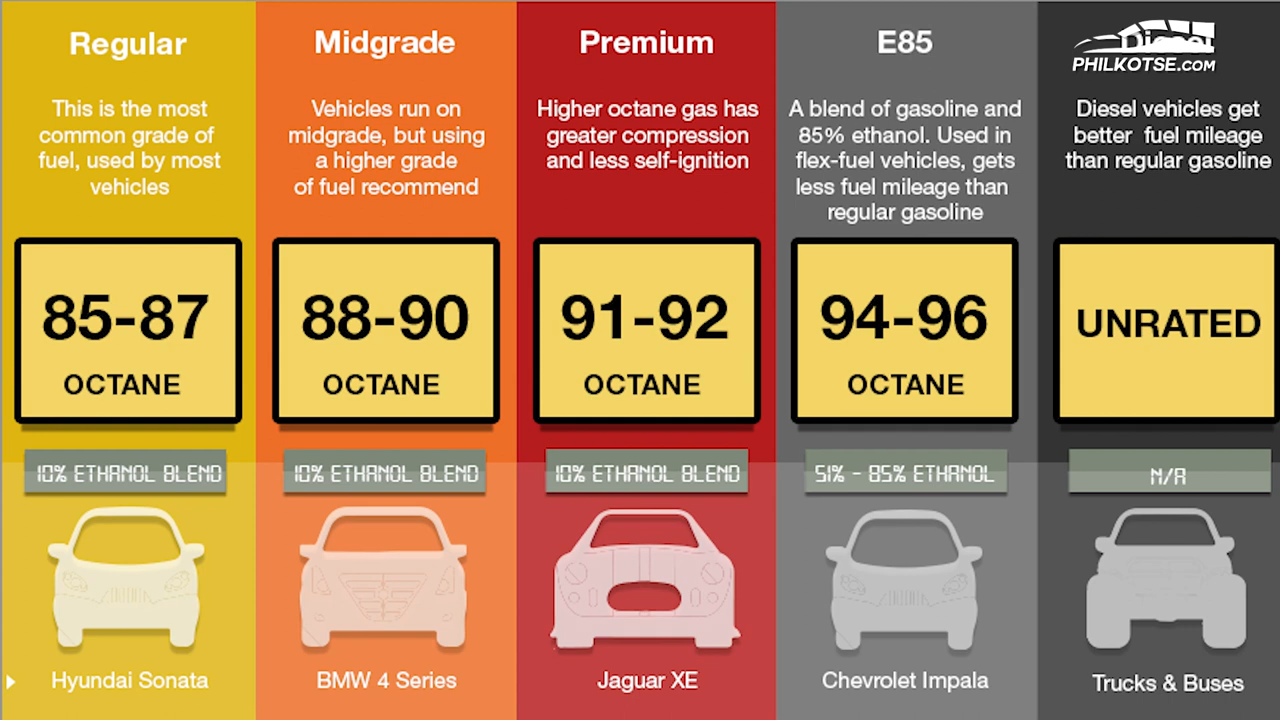 Regular
This is the most
common grade of
fuel, used by most
vehicles
85-87
OCTANE
10% ETHANOL BLEND
Hyundai Sonata
Midgrade
Vehicles run on
midgrade, but using
a higher grade
of fuel recommend
88-90
OCTANE
10% ETHANOL BLEND
BMW 4 Series
Premium
Higher octane gas has
greater compression
and less self-ignition
91-92
OCTANE
10% ETHANOL BLEND
Jaguar XE
E85
A blend of gasoline and
85% ethanol. Used in
flex-fuel vehicles, gets
less fuel mileage than
regular gasoline
94-96
OCTANE
51% - 85% ETHANOL
Chevrolet Impala
Diesel
PHILKOTSE.COM
Diesel vehicles get
better fuel mileage
than regular gasoline
UNRATED
N/A
Trucks & Buses